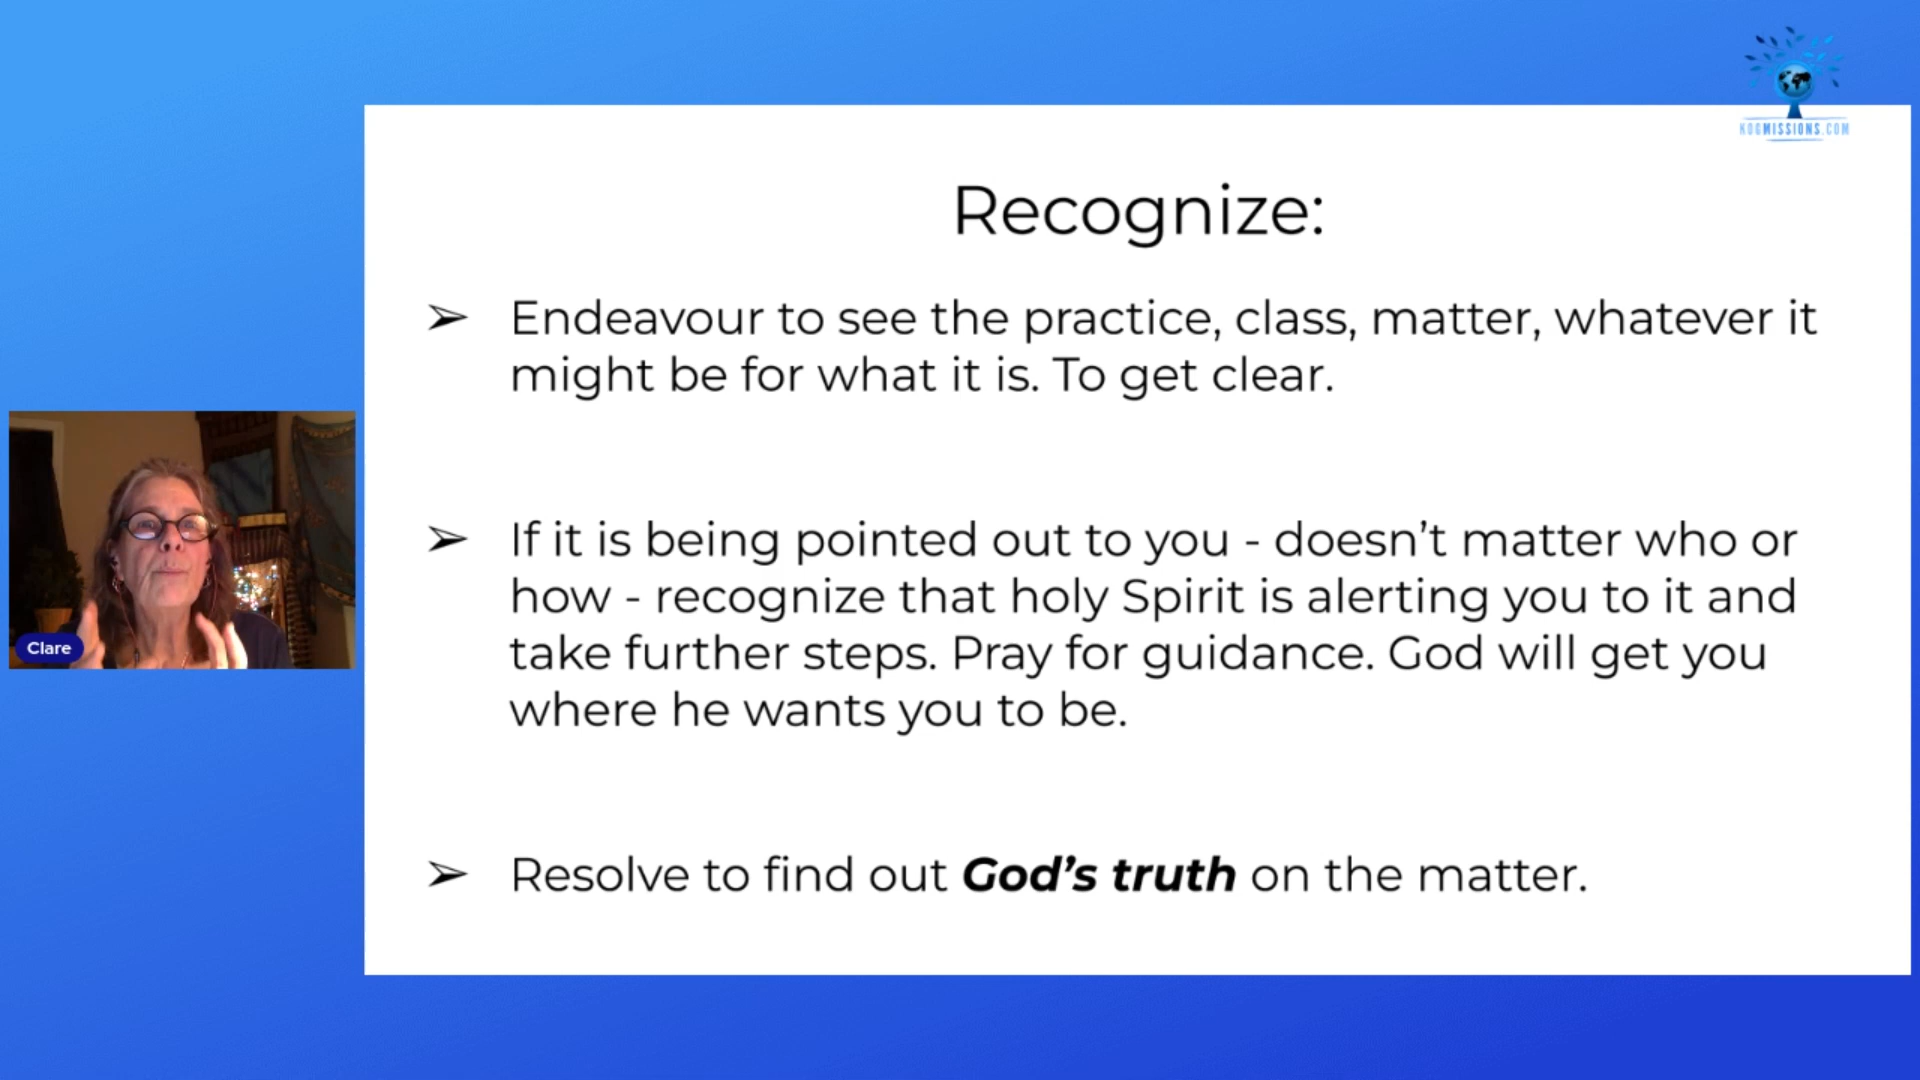 KOGMISSIONS.COM
Recognize:
➢ Endeavour to see the practice, class, matter, whatever it
might be for what it is. To get clear.
➢ If it is being pointed out to you - doesn’t matter who or
how - recognize that holy Spirit is alerting you to it and
take further steps. Pray for guidance. God will get you
where he wants you to be.
➢ Resolve to find out God’s truth on the matter.
Clare